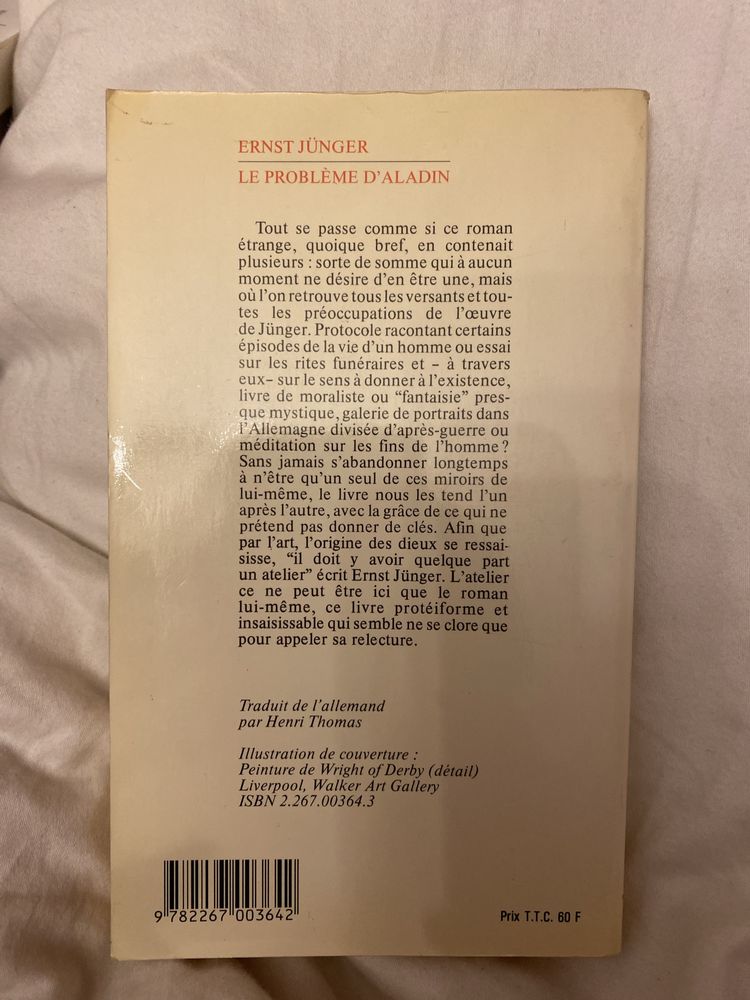 ERNST JÜNGER
LE PROBLÈME D'ALADIN
Tout se passe comme si ce roman
étrange, quoique bref, en contenait
plusieurs : sorte de somme qui à aucun
moment ne désire d'en être une, mais
où l'on retrouve tous les versants et tou-
tes les préoccupations de l'œuvre
de Jünger. Protocole racontant certains
épisodes de la vie d'un homme ou essai
sur les rites funéraires et – à travers
eux– sur le sens à donner à l'existence,
livre de moraliste ou “fantaisie” pres-
que mystique, galerie de portraits dans
l'Allemagne divisée d'après-guerre ou
méditation sur les fins de l'homme ?
Sans jamais s'abandonner longtemps
à n'être qu'un seul de ces miroirs de
lui-même, le livre nous les tend l'un
après l'autre, avec la grâce de ce qui ne
prétend pas donner de clés. Afin que
par l'art, l'origine des dieux se ressai-
sisse, “il doit y avoir quelque part
un atelier” écrit Ernst Jünger. L'atelier
ce ne peut être ici que le roman
lui-même, ce livre protéiforme et
insaisissable qui semble ne se clore que
pour appeler sa relecture.
Traduit de l'allemand
par Henri Thomas
Illustration de couverture :
Peinture de Wright of Derby (détail)
Liverpool, Walker Art Gallery
ISBN 2.267.00364.3
9 782267 003642
Prix T.T.C. 60 F